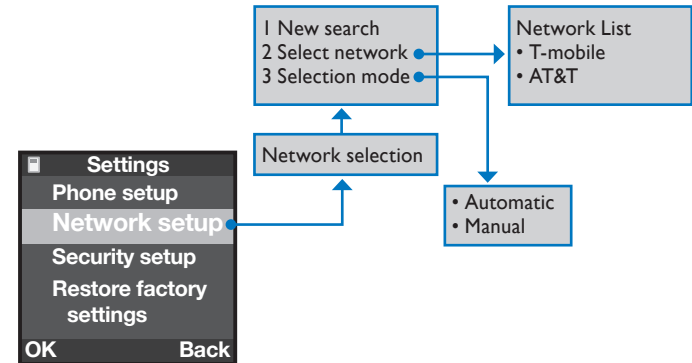 1 New search
2 Select network
3 Selection mode
Network List
• T-mobile
• AT&T
Network selection
• Automatic
• Manual
Settings
Phone setup
Network setup
Security setup
Restore factory
settings
OK Back